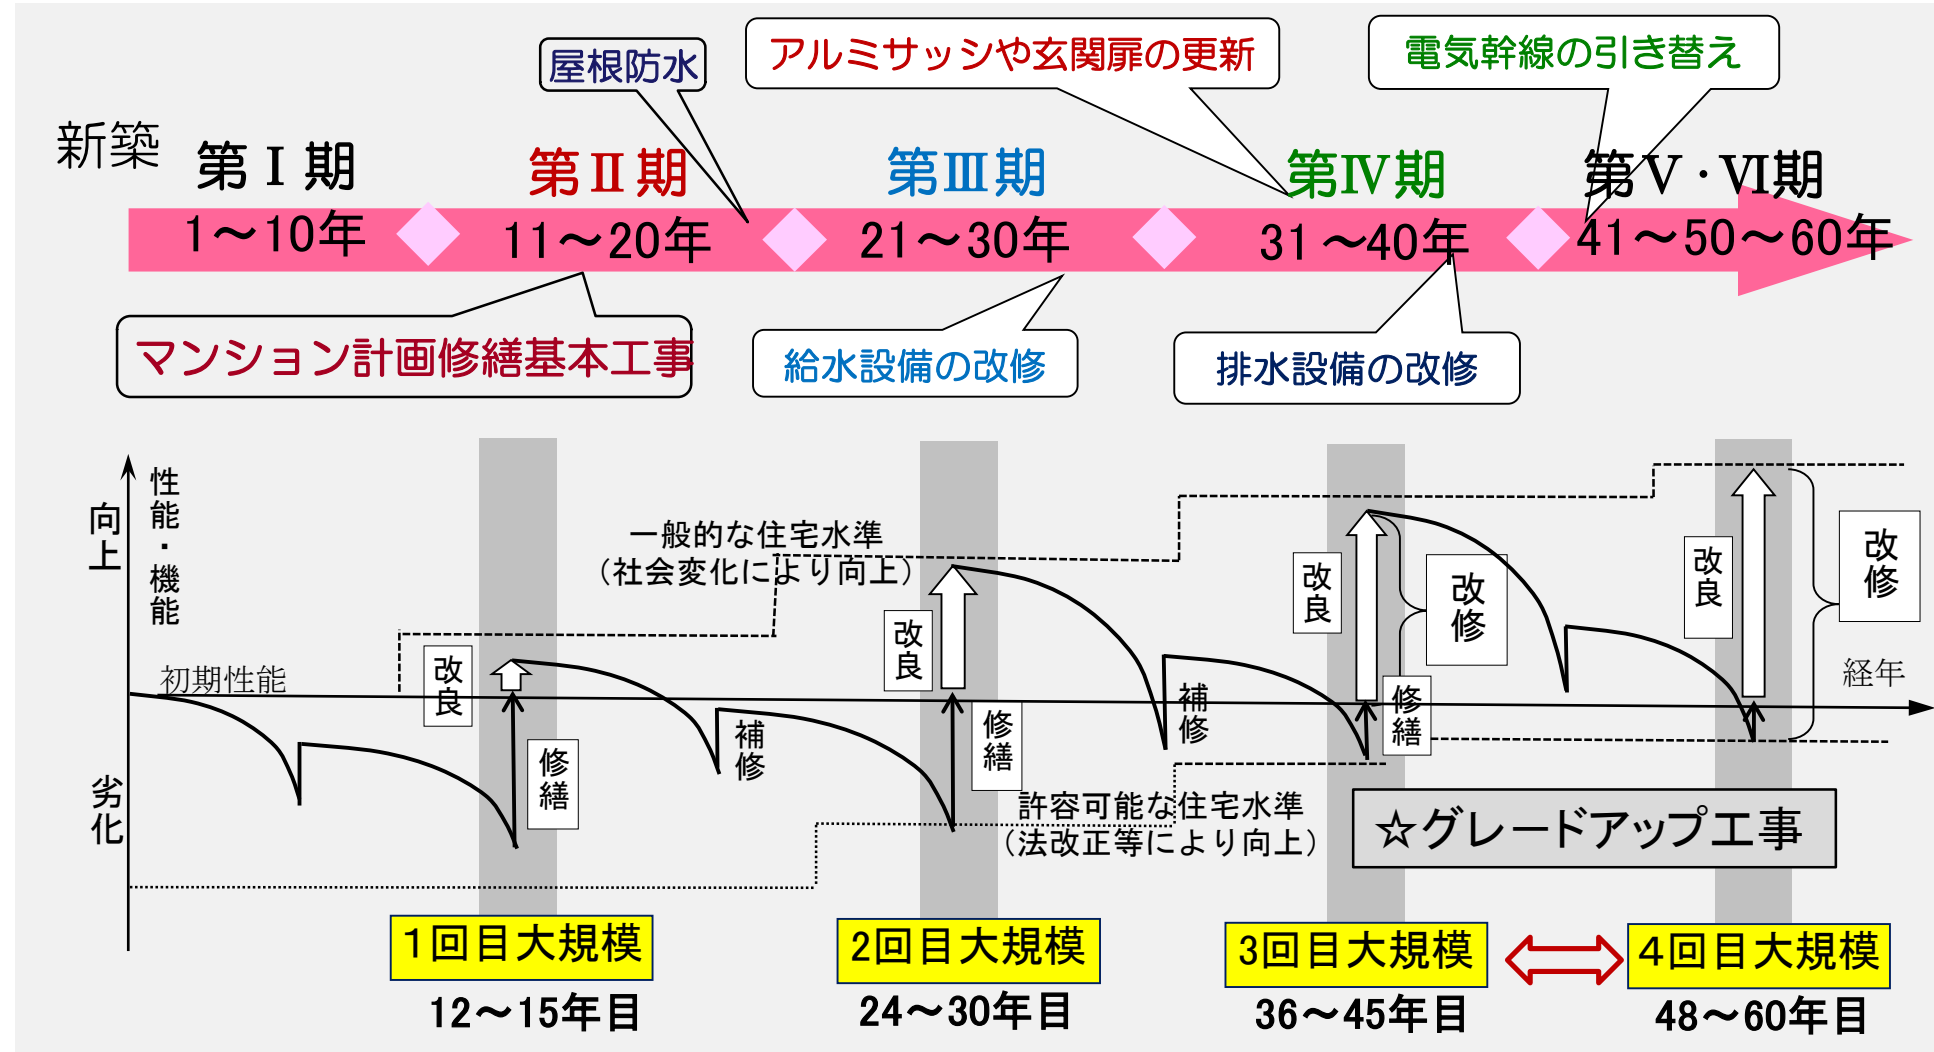 屋根防水
アルミサッシや玄関扉の更新
電気幹線の引き替え
新築
第Ⅰ期
第Ⅱ期
第Ⅲ期
第Ⅳ期
第Ⅴ・Ⅵ期
1～10年
11～20年
21～30年
31～40年
41～50～60年
マンション計画修繕基本工事
給水設備の改修
排水設備の改修
性能・機能
向上
劣化
一般的な住宅水準
（社会変化により向上）
初期性能
経年
改良
修繕
補修
改良
修繕
補修
改良
改修
修繕
改良
改修
許容可能な住宅水準
（法改正等により向上）
☆グレードアップ工事
1回目大規模
2回目大規模
3回目大規模
4回目大規模
12～15年目
24～30年目
36～45年目
48～60年目